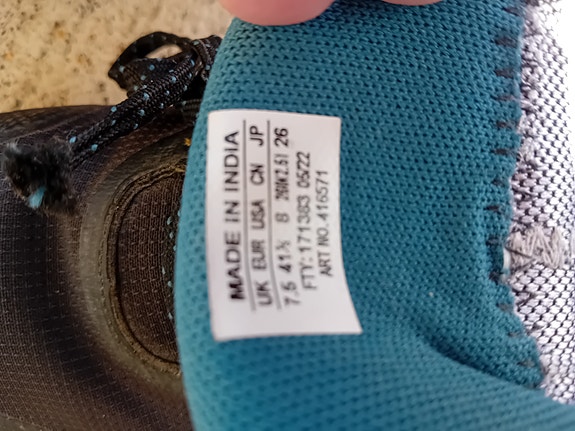 MADE IN INDIA
UK EUR USA CN JP
7.5 41⅓ 8 260(2.5) 26
FTY: 171383 05/22
ART NO. 416571